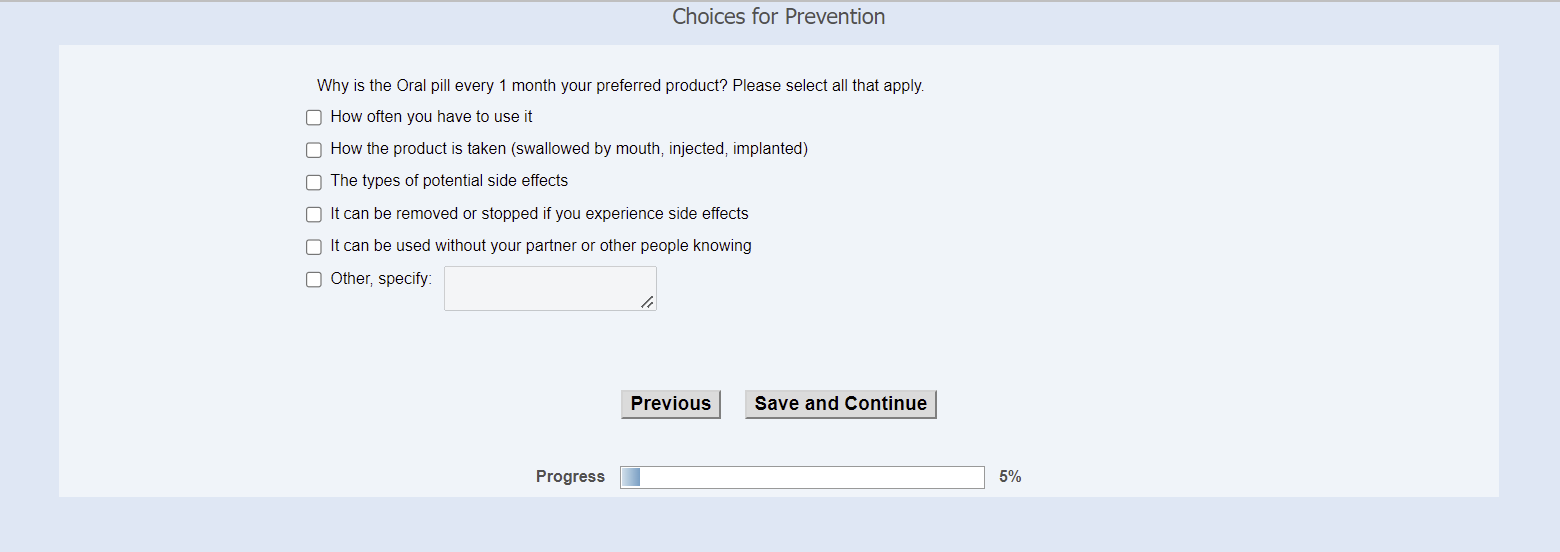 Choices for Prevention
Why is the Oral pill every 1 month your preferred product? Please select all that apply.
How often you have to use it
How the product is taken (swallowed by mouth, injected, implanted)
The types of potential side effects
It can be removed or stopped if you experience side effects
It can be used without your partner or other people knowing
Other, specify:
Previous Save and Continue
Progress 5%